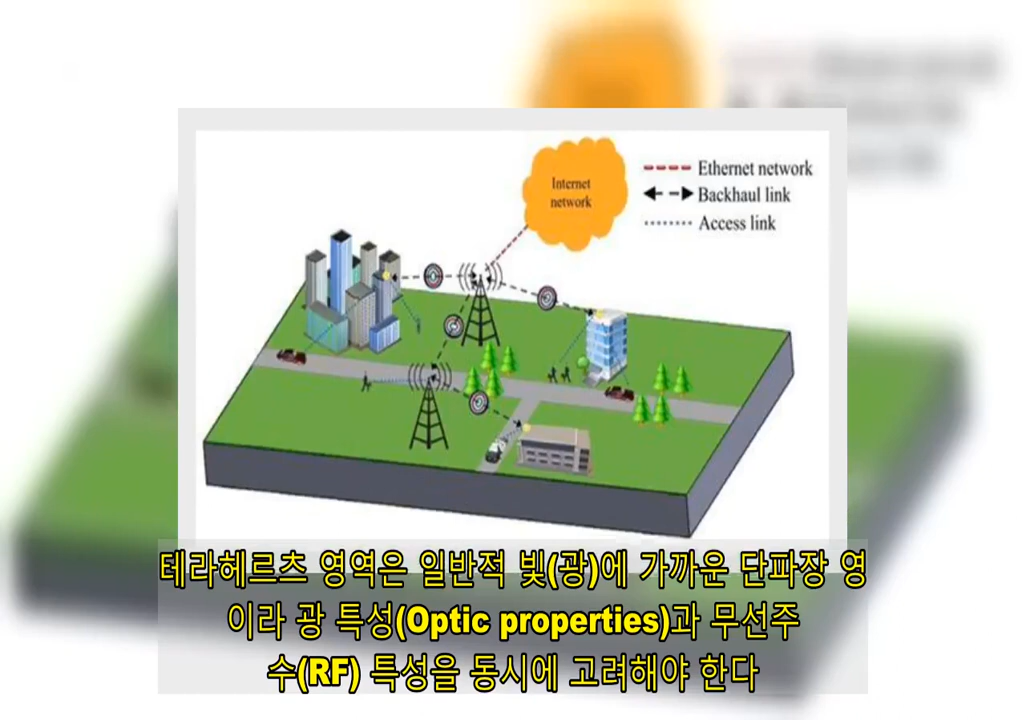 Internet
network
Ethernet network
Backhaul link
Access link
테라헤르츠 영역은 일반적 빛(광)에 가까운 단파장 영
이라 광 특성(Optic properties)과 무선주
수(RF) 특성을 동시에 고려해야 한다